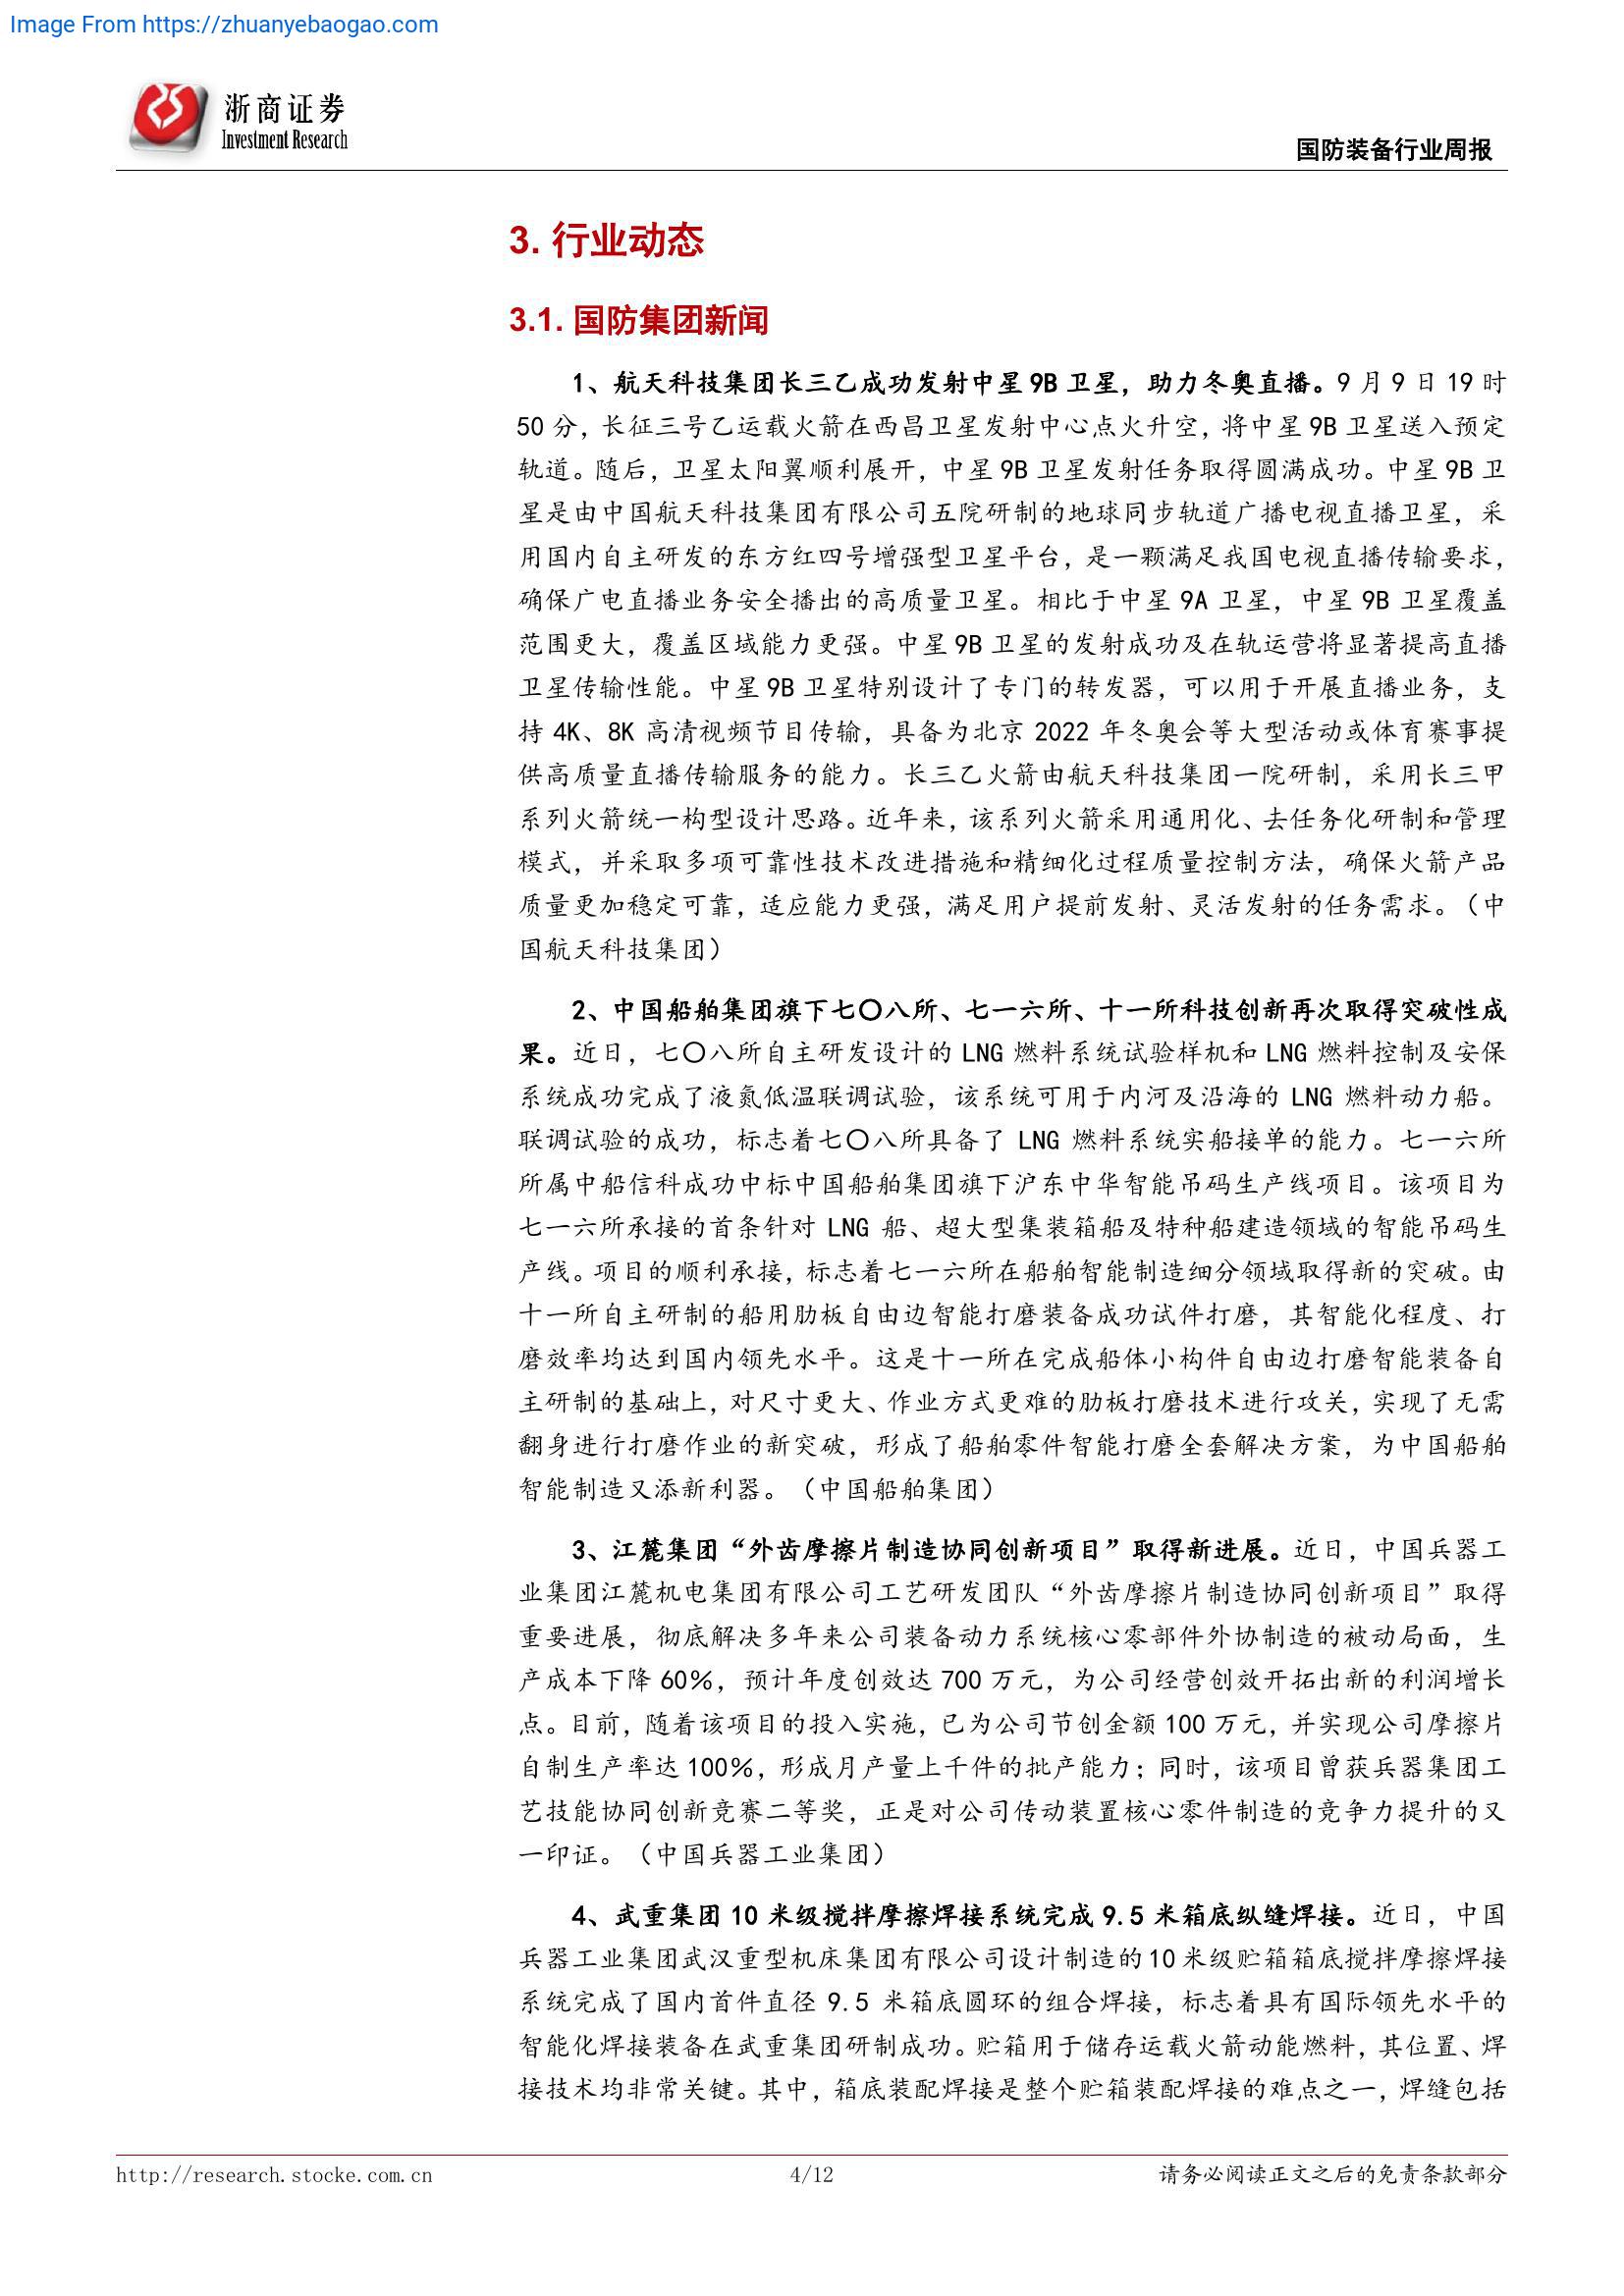 Image From https://zhuanyebaogao.com
浙商证券
Investment Research
国防装备行业周报
3. 行业动态
3.1. 国防集团新闻
1、航天科技集团长三乙成功发射中星 9B 卫星，助力冬奥直播。9 月 9 日 19 时
50 分，长征三号乙运载火箭在西昌卫星发射中心点火升空，将中星 9B 卫星送入预定
轨道。随后，卫星太阳翼顺利展开，中星 9B 卫星发射任务取得圆满成功。中星 9B 卫
星是由中国航天科技集团有限公司五院研制的地球同步轨道广播电视直播卫星，采
用国内自主研发的东方红四号增强型卫星平台，是一颗满足我国电视直播传输要求，
确保广电直播业务安全播出的高质量卫星。相比于中星 9A 卫星，中星 9B 卫星覆盖
范围更大，覆盖区域能力更强。中星 9B 卫星的发射成功及在轨运营将显著提高直播
卫星传输性能。中星 9B 卫星特别设计了专门的转发器，可以用于开展直播业务，支
持 4K、8K 高清视频节目传输，具备为北京 2022 年冬奥会等大型活动或体育赛事提
供高质量直播传输服务的能力。长三乙火箭由航天科技集团一院研制，采用长三甲
系列火箭统一构型设计思路。近年来，该系列火箭采用通用化、去任务化研制和管理
模式，并采取多项可靠性技术改进措施和精细化过程质量控制方法，确保火箭产品
质量更加稳定可靠，适应能力更强，满足用户提前发射、灵活发射的任务需求。（中
国航天科技集团）
2、中国船舶集团旗下七〇八所、七一六所、十一所科技创新再次取得突破性成
果。近日，七〇八所自主研发设计的 LNG 燃料系统试验样机和 LNG 燃料控制及安保
系统成功完成了液氮低温联调试验，该系统可用于内河及沿海的 LNG 燃料动力船。
联调试验的成功，标志着七〇八所具备了 LNG 燃料系统实船接单的能力。七一六所
所属中船信科成功中标中国船舶集团旗下沪东中华智能吊码生产线项目。该项目为
七一六所承接的首条针对 LNG 船、超大型集装箱船及特种船建造领域的智能吊码生
产线。项目的顺利承接，标志着七一六所在船舶智能制造细分领域取得新的突破。由
十一所自主研制的船用肋板自由边智能打磨装备成功试件打磨，其智能化程度、打
磨效率均达到国内领先水平。这是十一所在完成船体小构件自由边打磨智能装备自
主研制的基础上，对尺寸更大、作业方式更难的肋板打磨技术进行攻关，实现了无需
翻身进行打磨作业的新突破，形成了船舶零件智能打磨全套解决方案，为中国船舶
智能制造又添新利器。（中国船舶集团）
3、江麓集团“外齿摩擦片制造协同创新项目”取得新进展。近日，中国兵器工
业集团江麓机电集团有限公司工艺研发团队“外齿摩擦片制造协同创新项目”取得
重要进展，彻底解决多年来公司装备动力系统核心零部件外协制造的被动局面，生
产成本下降 60%，预计年度创效达 700 万元，为公司经营创效开拓出新的利润增长
点。目前，随着该项目的投入实施，已为公司节创金额 100 万元，并实现公司摩擦片
自制生产率达 100%，形成月产量上千件的批产能力；同时，该项目曾获兵器集团工
艺技能协同创新竞赛二等奖，正是对公司传动装置核心零件制造的竞争力提升的又
一印证。（中国兵器工业集团）
4、武重集团 10 米级搅拌摩擦焊接系统完成 9.5 米箱底纵缝焊接。近日，中国
兵器工业集团武汉重型机床集团有限公司设计制造的 10 米级贮箱箱底搅拌摩擦焊接
系统完成了国内首件直径 9.5 米箱底圆环的组合焊接，标志着具有国际领先水平的
智能化焊接装备在武重集团研制成功。贮箱用于储存运载火箭动能燃料，其位置、焊
接技术均非常关键。其中，箱底装配焊接是整个贮箱装配焊接的难点之一，焊缝包括
http://research.stocke.com.cn
4/12
请务必阅读正文之后的免责条款部分